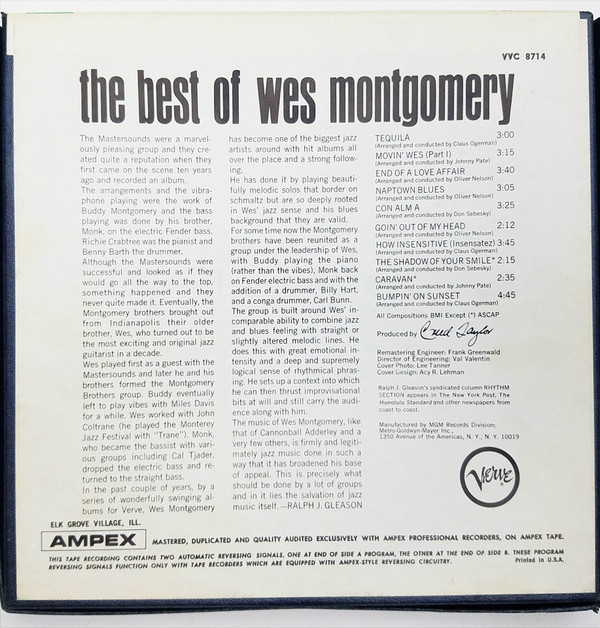 VVC 8714
the best of wes montgomery
The Mastersounds were a marvel-
ously pleasing group and they cre-
ated quite a reputation when they
first came on the scene ten years
ago and recorded an album.
The arrangements and the vibra-
phone playing were the work of
Buddy Montgomery and the bass
playing was done by his brother,
Monk, on the electric Fender bass.
Richie Crabtree was the pianist and
Benny Barth the drummer.
Although the Mastersounds were
successful and looked as if they
would go all the way to the top,
something happened and they
never quite made it. Eventually, the
Montgomery brothers brought out
from Indianapolis their older
brother, Wes, who turned out to be
the most exciting and original jazz
guitarist in a decade.
Wes played first as a guest with the
Mastersounds and later he and his
brothers formed the Montgomery
Brothers group. Buddy eventually
left to play vibes with Miles Davis
for a while. Wes worked with John
Coltrane (he played the Monterey
Jazz Festival with "Trane"). Monk,
who became the bassist with vari-
ous groups including Cal Tjader,
dropped the electric bass and re-
turned to the straight bass.
In the past couple of years, by a
series of wonderfully swinging al-
bums for Verve, Wes Montgomery
has become one of the biggest jazz
artists around with hit albums all
over the place and a strong follow-
ing.
He has done it by playing beauti-
fully melodic solos that border on
schmaltz but are so deeply rooted
in Wes' jazz sense and his blues
background that they are valid.
For some time now the Montgomery
brothers have been reunited as a
group under the leadership of Wes,
with Buddy playing the piano
(rather than the vibes), Monk back
on Fender electric bass and with the
addition of a drummer, Billy Hart,
and a conga drummer, Carl Bunn.
The group is built around Wes' in-
comparable ability to combine jazz
and blues feeling with straight or
slightly altered melodic lines. He
does this with great emotional in-
tensity and a deep and supremely
logical sense of rhythmical phras-
ing. He sets up a context into which
he can then thrust improvisational
bits at will and still carry the audi-
ence along with him.
The music of Wes Montgomery, like
that of Cannonball Adderley and a
very few others, is firmly and legiti-
mately jazz music done in such a
way that it has broadened his base
of appeal. This is precisely what
should be done by a lot of groups
and in it lies the salvation of jazz
music itself. —RALPH J. GLEASON
TEQUILA 3:00
(Arranged and conducted by Claus Ogerman)
MOVIN' WES (Part I) 3:15
(Arranged and conducted by Johnny Pate)
END OF A LOVE AFFAIR 3:40
(Arranged and conducted by Oliver Nelson)
NAPTOWN BLUES 3:05
(Arranged and conducted by Oliver Nelson)
CON ALMA 3:25
(Arranged and conducted by Don Sebesky)
GOIN' OUT OF MY HEAD 2:12
(Arranged and conducted by Oliver Nelson)
HOW INSENSITIVE (Insensatez) 3:45
(Arranged and conducted by Claus Ogerman)
THE SHADOW OF YOUR SMILE* 2:15
(Arranged and conducted by Don Sebesky)
CARAVAN* 2:35
(Arranged and conducted by Johnny Pate)
BUMPIN' ON SUNSET 4:45
(Arranged and conducted by Claus Ogerman)
All Compositions BMI Except (*) ASCAP
Produced by Creed Taylor
Remastering Engineer: Frank Greenwald
Director of Engineering: Val Valentin
Cover Photo: Lee Tanner
Cover Design: Acy R. Lehman
Ralph J. Gleason's syndicated column RHYTHM
SECTION appears in The New York Post, The
Honolulu Standard and other newspapers from
coast to coast.
Manufactured by MGM Records Division,
Metro-Goldwyn-Mayer Inc.,
1350 Avenue of the Americas, N. Y., N. Y. 10019
Verve
ELK GROVE VILLAGE, ILL.
AMPEX MASTERED, DUPLICATED AND QUALITY AUDITED EXCLUSIVELY WITH AMPEX PROFESSIONAL RECORDERS, ON AMPEX TAPE.
THIS TAPE RECORDING CONTAINS TWO AUTOMATIC REVERSING SIGNALS, ONE AT END OF SIDE A PROGRAM, THE OTHER AT THE END OF SIDE B. THESE PROGRAM
REVERSING SIGNALS FUNCTION ONLY WITH TAPE RECORDERS WHICH ARE EQUIPPED WITH AMPEX-STYLE REVERSING CIRCUITRY. Printed in U.S.A.